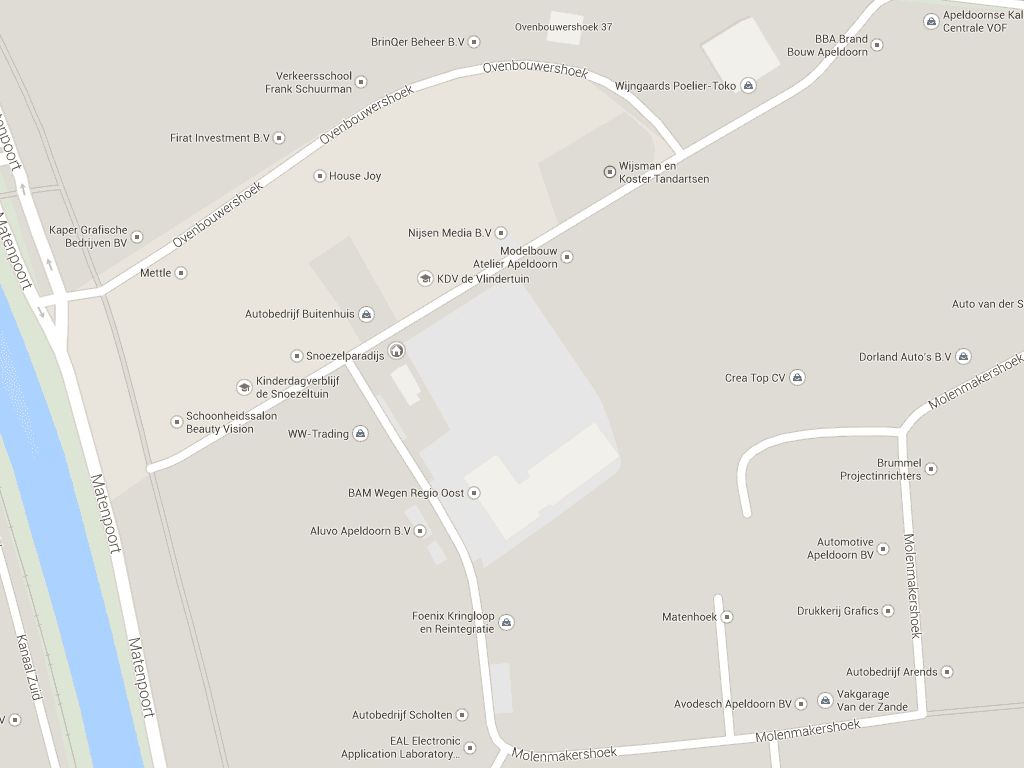 Apeldoornse Kal
Centrale VOF
Ovenbouwershoek 37
BrinQer Beheer B.V
BBA Brand
Bouw Apeldoorn
Ovenbouwershoek
Verkeersschool
Frank Schuurman
Wijngaards Poelier-Toko
Ovenbouwershoek
Firat Investment B.V
Wijsman en
Koster Tandartsen
House Joy
Ovenbouwershoek
Kaper Grafische
Bedrijven BV
Nijsen Media B.V
Modelbouw
Atelier Apeldoorn
Mettle
KDV de Vlindertuin
Matenpoort
Auto van der S
Autobedrijf Buitenhuis
Snoezelparadijs
Dorland Auto's B.V
Crea Top CV
Kinderdagverblijf
de Snoezeltuin
Molenmakershoek
Schoonheidssalon
Beauty Vision
WW-Trading
Brummel
Projectinrichters
BAM Wegen Regio Oost
Matenpoort
Aluvo Apeldoorn B.V
Automotive
Apeldoorn BV
Molenmakershoek
Foenix Kringloop
en Reintegratie
Matenhoek
Drukkerij Grafics
Kanaal Zuid
Matenpoort
Autobedrijf Arends
Avodesch Apeldoorn BV
Vakgarage
Van der Zande
Autobedrijf Scholten
EAL Electronic
Application Laboratory...
Molenmakershoek
Molenmakershoek